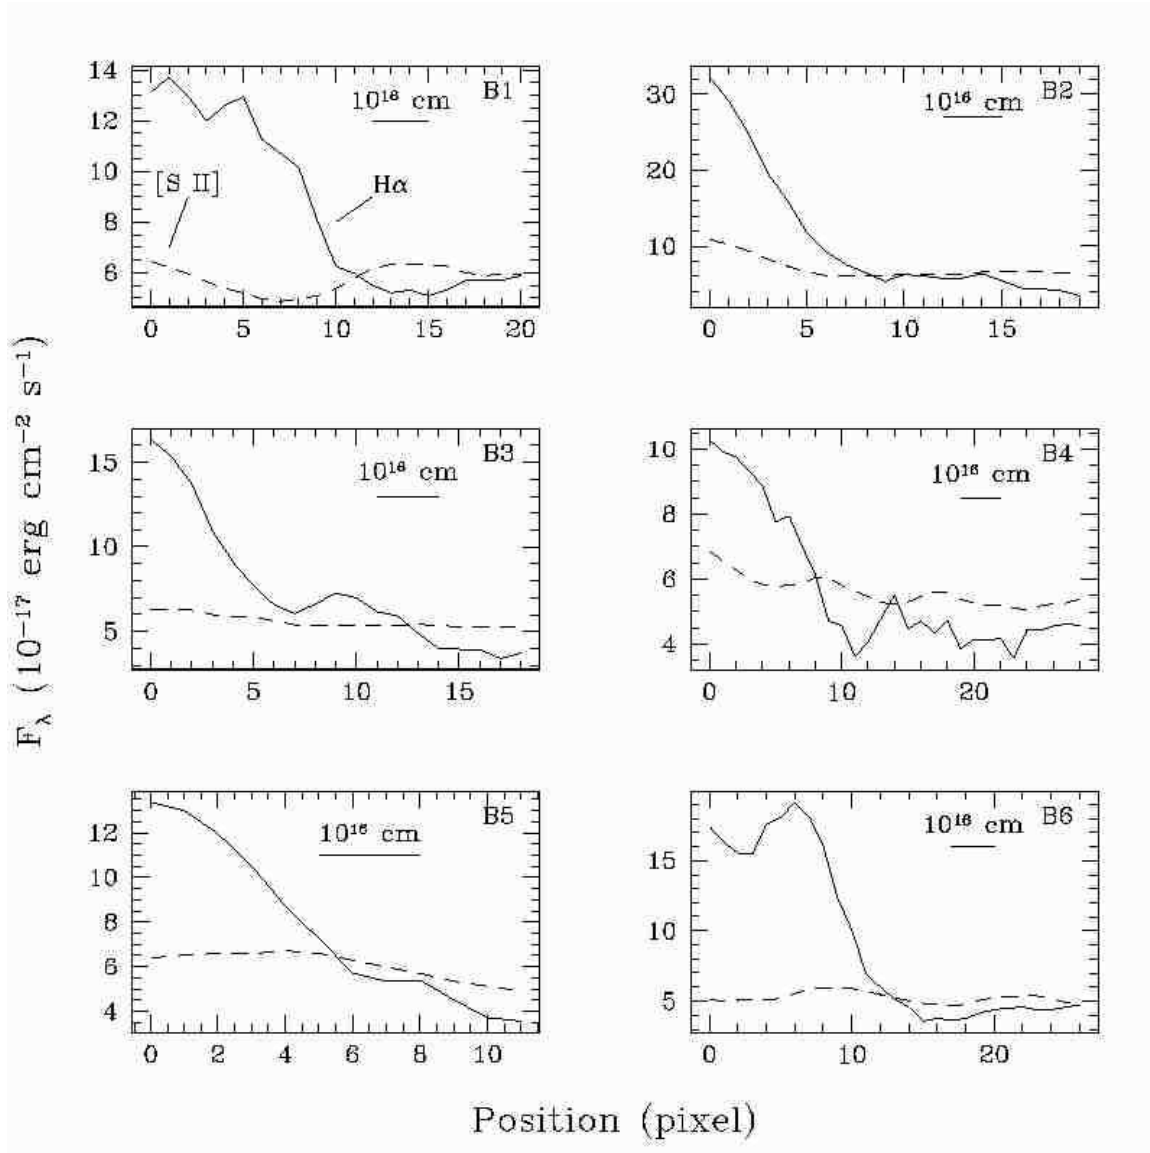 B1
10¹⁶ cm
[S II]
Hα
14
12
10
8
6
0 5 10 15 20
B2
10¹⁶ cm
30
20
10
0 5 10 15
B3
10¹⁶ cm
15
10
5
0 5 10 15
B4
10¹⁶ cm
10
8
6
4
0 10 20
B5
10¹⁶ cm
12
10
8
6
4
0 2 4 6 8 10
B6
10¹⁶ cm
15
10
5
0 10 20
F_λ (10⁻¹⁷ erg cm⁻² s⁻¹)
Position (pixel)